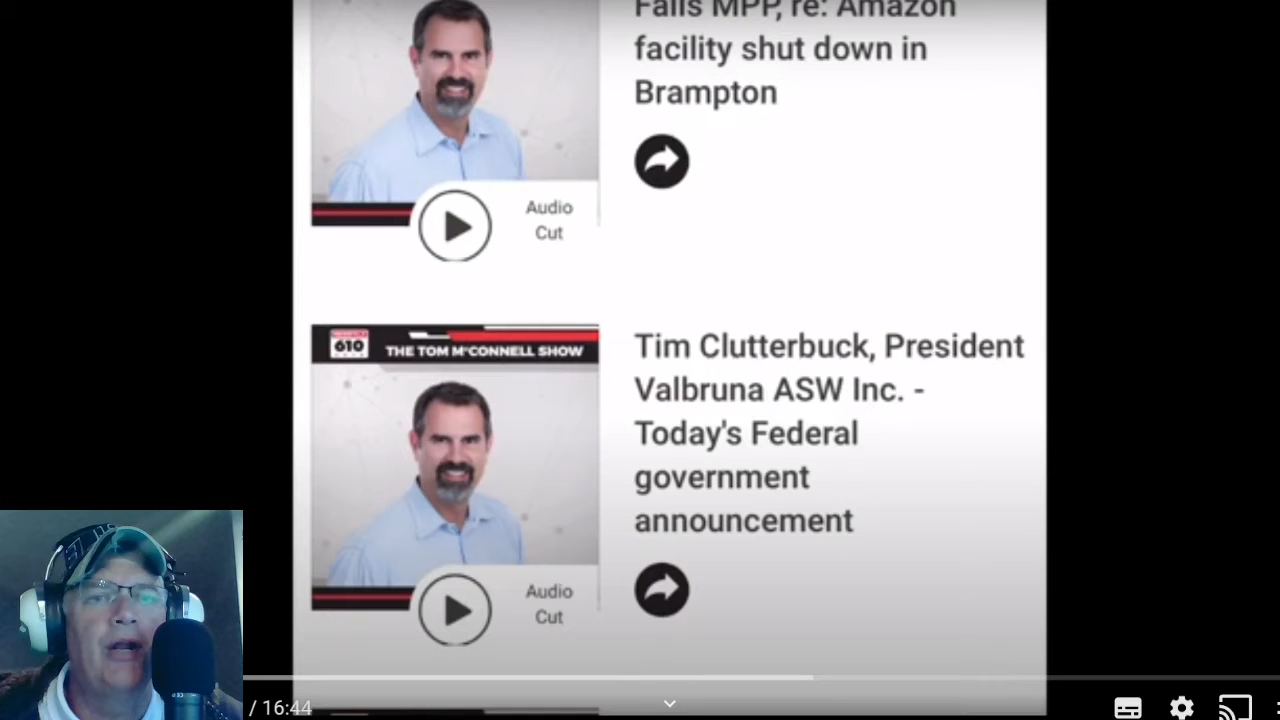 Falls MPP, re: Amazon
facility shut down in
Brampton
Audio
Cut
610
THE TOM MCCONNELL SHOW
Tim Clutterbuck, President
Valbruna ASW Inc. -
Today's Federal
government
announcement
Audio
Cut
/ 16:44